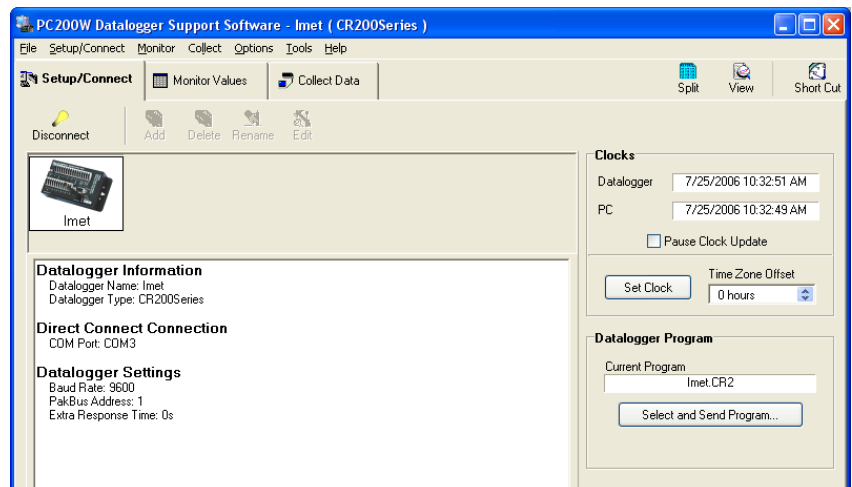 PC200W Datalogger Support Software - Imet ( CR200Series )
File Setup/Connect Monitor Collect Options Tools Help
Setup/Connect Monitor Values Collect Data Split View Short Cut
Disconnect Add Delete Rename Edit
Imet
Datalogger Information
Datalogger Name: Imet
Datalogger Type: CR200Series
Direct Connect Connection
COM Port: COM3
Datalogger Settings
Baud Rate: 9600
PakBus Address: 1
Extra Response Time: 0s
Clocks
Datalogger 7/25/2006 10:32:51 AM
PC 7/25/2006 10:32:49 AM
Pause Clock Update
Set Clock
Time Zone Offset
0 hours
Datalogger Program
Current Program
Imet.CR2
Select and Send Program...